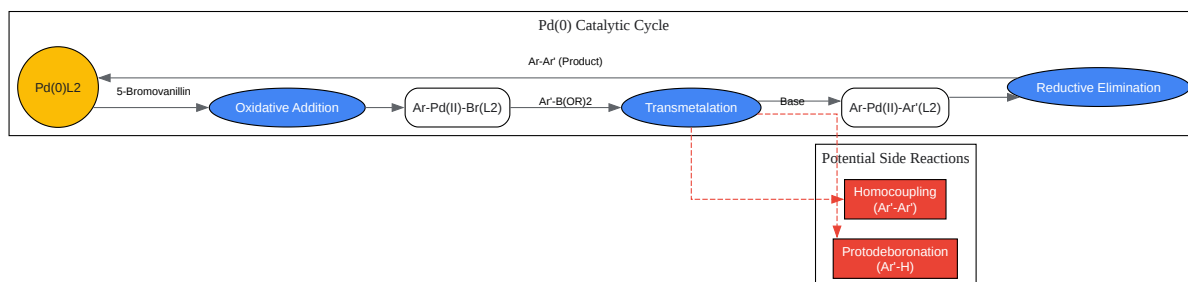 Pd(0) Catalytic Cycle
Ar-Ar' (Product)
Pd(0)L2
5-Bromovanillin
Oxidative Addition
Ar-Pd(II)-Br(L2)
Ar'-B(OR)2
Transmetalation
Base
Ar-Pd(II)-Ar'(L2)
Reductive Elimination
Potential Side Reactions
Homocoupling
(Ar'-Ar')
Protodeboronation
(Ar'-H)